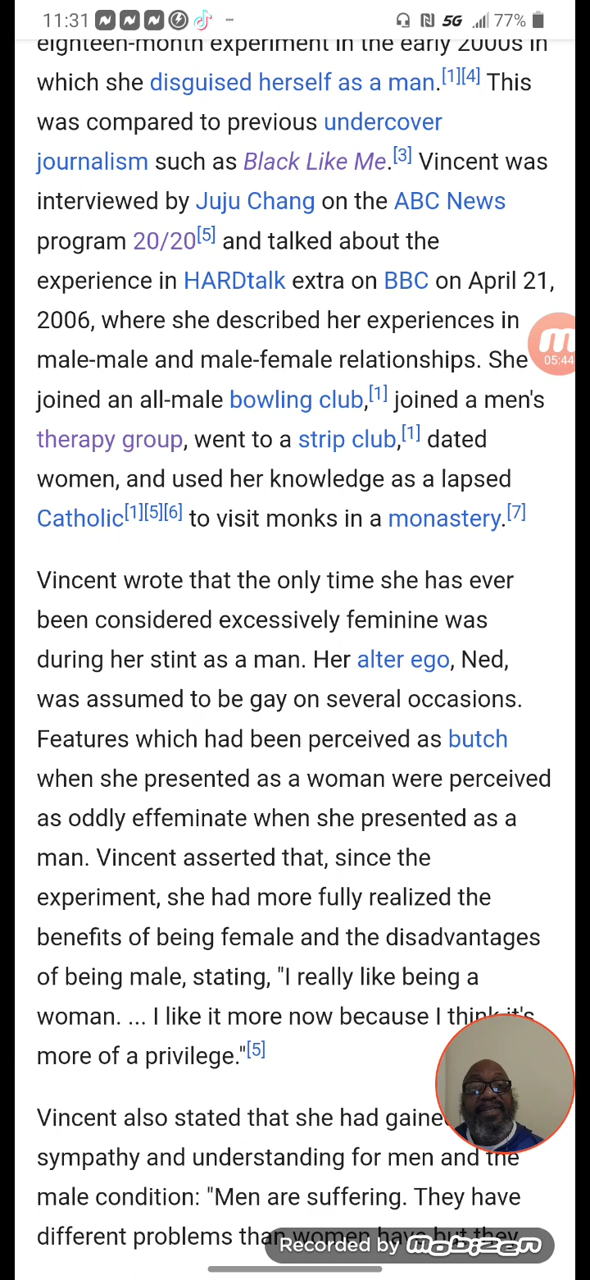 11:31 5G 77%
eighteen-month experiment in the early 2000s in
which she disguised herself as a man.[1][4] This
was compared to previous undercover
journalism such as Black Like Me.[3] Vincent was
interviewed by Juju Chang on the ABC News
program 20/20[5] and talked about the
experience in HARDtalk extra on BBC on April 21,
2006, where she described her experiences in
male-male and male-female relationships. She
05:44
joined an all-male bowling club,[1] joined a men's
therapy group, went to a strip club,[1] dated
women, and used her knowledge as a lapsed
Catholic[1][5][6] to visit monks in a monastery.[7]
Vincent wrote that the only time she has ever
been considered excessively feminine was
during her stint as a man. Her alter ego, Ned,
was assumed to be gay on several occasions.
Features which had been perceived as butch
when she presented as a woman were perceived
as oddly effeminate when she presented as a
man. Vincent asserted that, since the
experiment, she had more fully realized the
benefits of being female and the disadvantages
of being male, stating, "I really like being a
woman. ... I like it more now because I think it's
more of a privilege."[5]
Vincent also stated that she had gained
sympathy and understanding for men and the
male condition: "Men are suffering. They have
different problems than women have but they
Recorded by mobizen